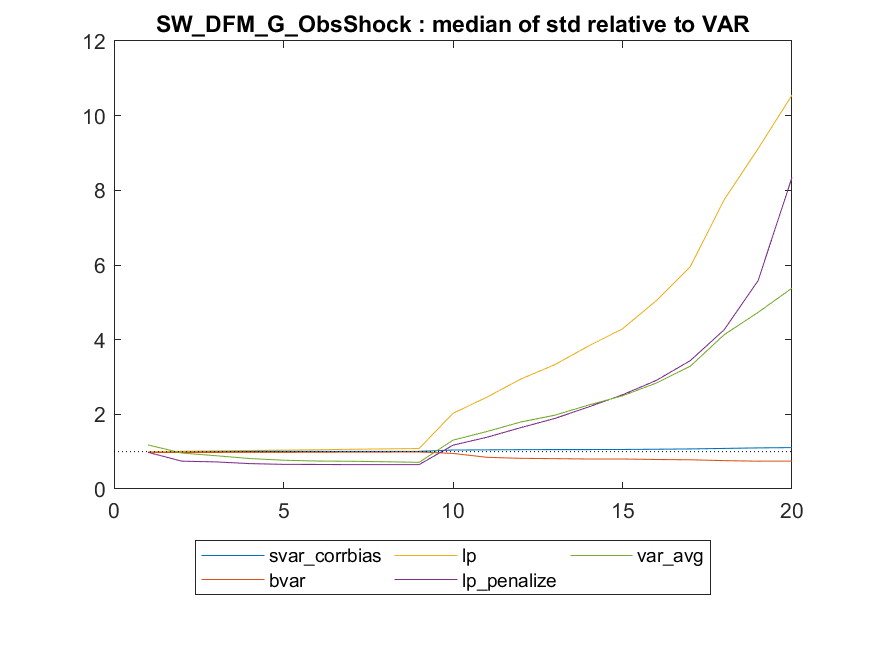 SW_DFM_G_ObsShock : median of std relative to VAR
12
10
8
6
4
2
0
0 5 10 15 20
svar_corrbias lp var_avg
bvar lp_penalize